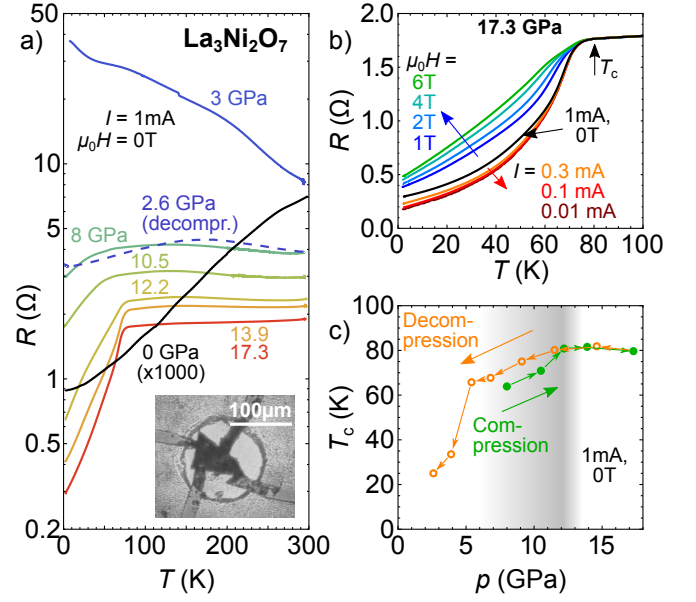 a)
La₃Ni₂O₇
50
10
5
1
0.5
0.2
R (Ω)
3 GPa
I = 1mA
μ₀H = 0T
2.6 GPa
(decompr.)
8 GPa
10.5
12.2
13.9
17.3
0 GPa
(x1000)
100μm
0 100 200 300
T (K)
b)
17.3 GPa
2.0
1.5
1.0
0.5
0.0
R (Ω)
μ₀H =
6T
4T
2T
1T
Tc
1mA,
0T
I = 0.3 mA
0.1 mA
0.01 mA
0 20 40 60 80 100
T (K)
c)
100
80
60
40
20
0
Tc (K)
Decom-
pression
Com-
pression
1mA,
0T
0 5 10 15
p (GPa)